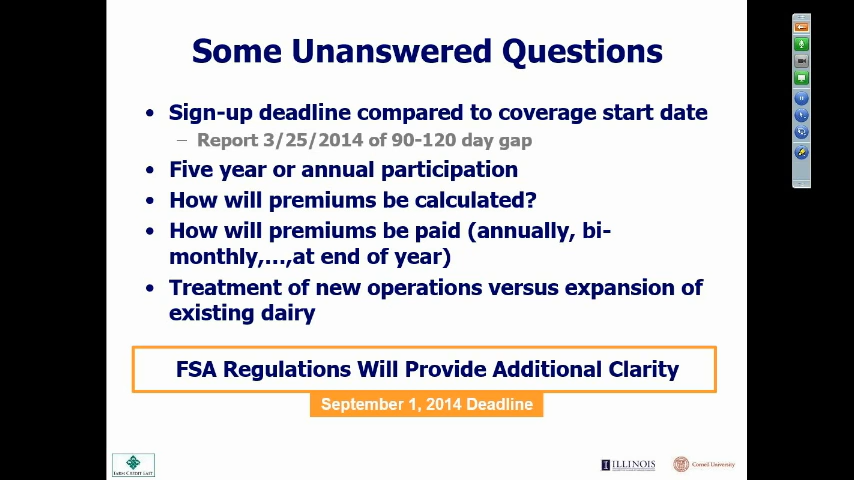 Some Unanswered Questions
• Sign-up deadline compared to coverage start date
– Report 3/25/2014 of 90-120 day gap
• Five year or annual participation
• How will premiums be calculated?
• How will premiums be paid (annually, bi-
monthly,...,at end of year)
• Treatment of new operations versus expansion of
existing dairy
FSA Regulations Will Provide Additional Clarity
September 1, 2014 Deadline
FARM CREDIT EAST
ILLINOIS
Cornell University